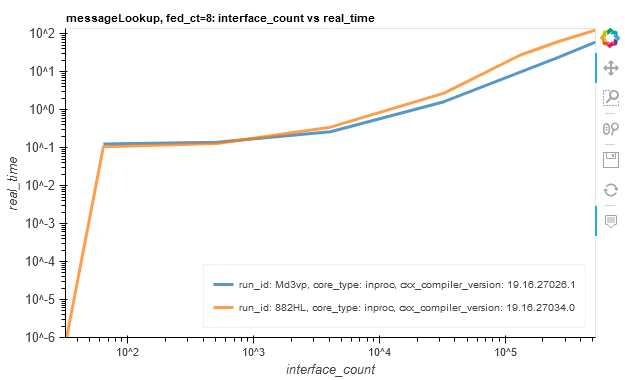 messageLookup, fed_ct=8: interface_count vs real_time
10^2
10^1
10^0
10^-1
10^-2
10^-3
10^-4
10^-5
10^-6
real_time
run_id: Md3vp, core_type: inproc, cxx_compiler_version: 19.16.27026.1
run_id: 882HL, core_type: inproc, cxx_compiler_version: 19.16.27034.0
10^2
10^3
10^4
10^5
interface_count